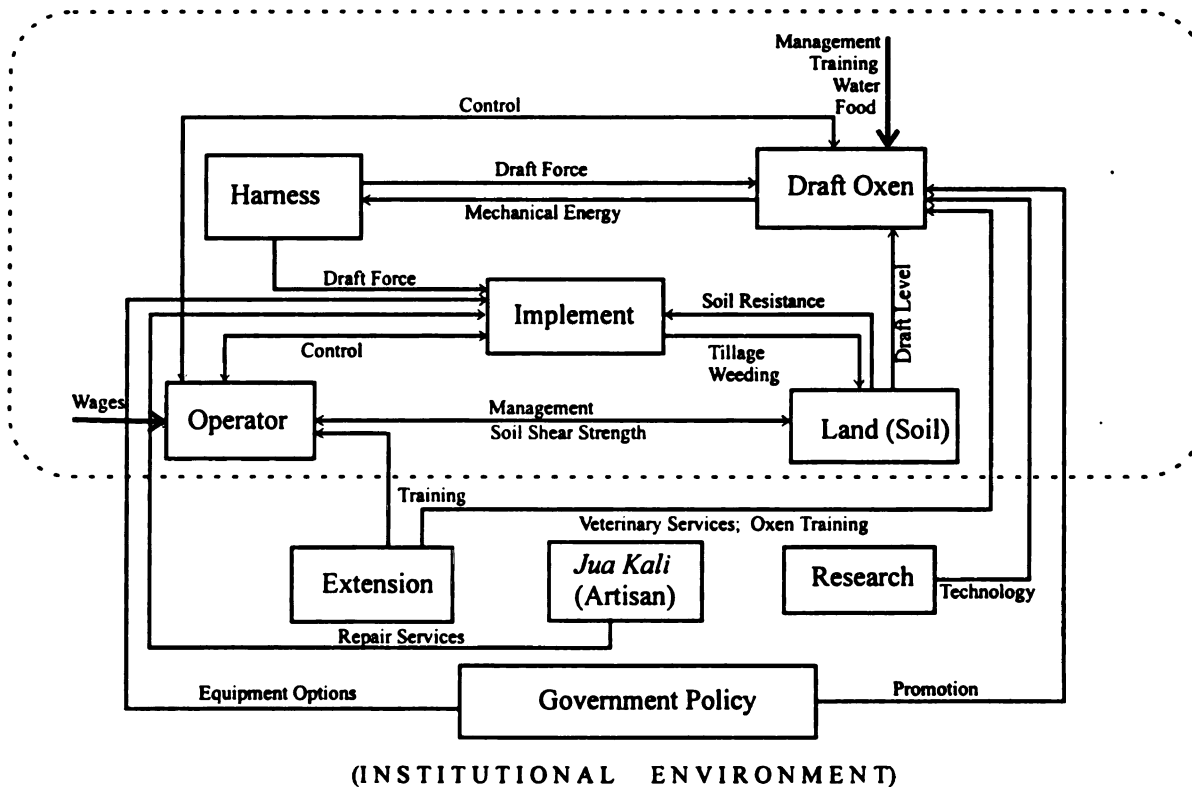 Management
Training
Water
Food
Control
Harness
Draft Force
Mechanical Energy
Draft Oxen
Draft Force
Implement
Soil Resistance
Draft Level
Control
Tillage
Weeding
Wages
Operator
Management
Soil Shear Strength
Land (Soil)
Training
Veterinary Services; Oxen Training
Extension
Jua Kali
(Artisan)
Research
Technology
Repair Services
Equipment Options
Government Policy
Promotion
(INSTITUTIONAL ENVIRONMENT)